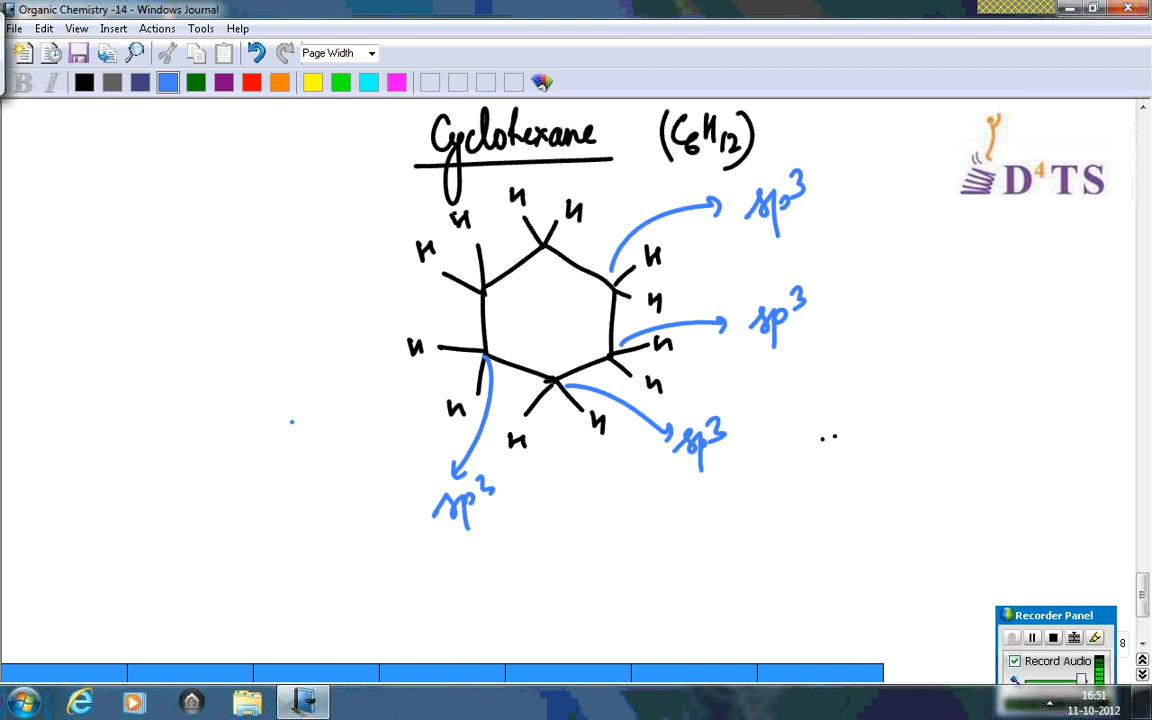 Organic Chemistry -14 - Windows Journal
File Edit View Insert Actions Tools Help
B I Page Width
Cyclohexane (C6H12)
D4TS
sp3
H H H
H H
H
sp3
H H
H
H
sp3
H H
sp3
Recorder Panel
8
Record Audio
16:51
11-10-2012